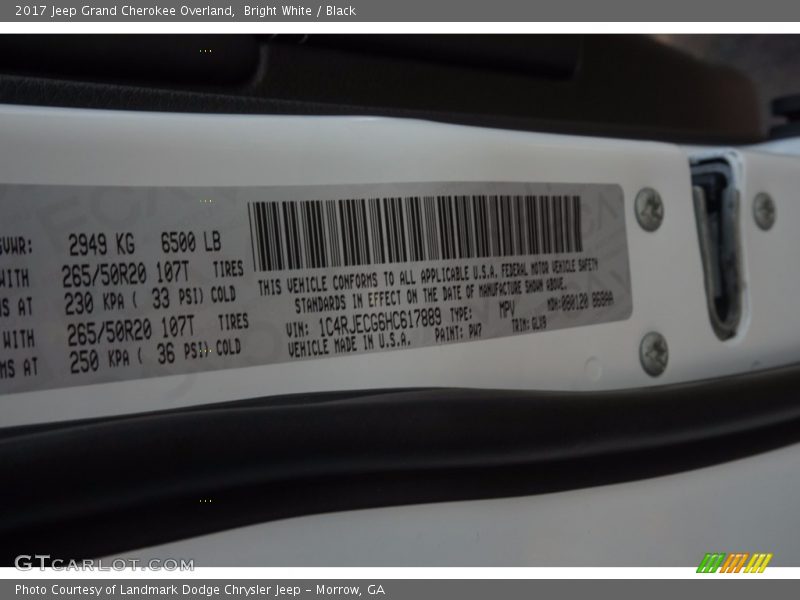 2017 Jeep Grand Cherokee Overland, Bright White / Black
GVWR: 2949 KG 6500 LB
WITH 265/50R20 107T TIRES
MS AT 230 KPA ( 33 PSI) COLD
WITH 265/50R20 107T TIRES
MS AT 250 KPA ( 36 PSI) COLD
THIS VEHICLE CONFORMS TO ALL APPLICABLE U.S.A. FEDERAL MOTOR VEHICLE SAFETY
STANDARDS IN EFFECT ON THE DATE OF MANUFACTURE SHOWN ABOVE.
VIN: 1C4RJECG6HC617889 TYPE: MPV
VEHICLE MADE IN U.S.A. PAINT: PW7 TRIM:
GTCARLOT.COM
Photo Courtesy of Landmark Dodge Chrysler Jeep – Morrow, GA